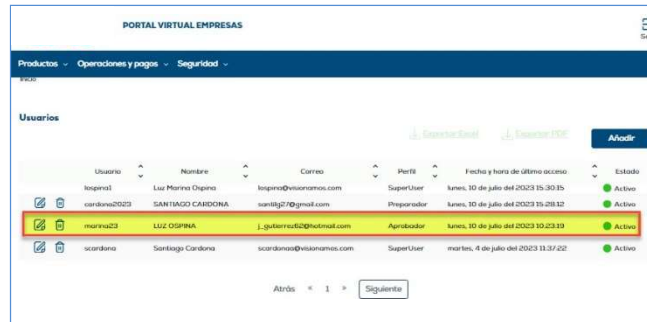 PORTAL VIRTUAL EMPRESAS
Productos Operaciones y pagos Seguridad
Inicio
Usuarios
Exportar Excel Exportar PDF Añadir
Usuario Nombre Correo Perfil Fecha y hora de último acceso Estado
lospina1 Luz Marina Ospina lospina@visionamos.com SuperUser lunes, 10 de julio del 2023 15:30:15 Activo
cardona2023 SANTIAGO CARDONA santilg27@gmail.com Preparador lunes, 10 de julio del 2023 15:28:12 Activo
marina23 LUZ OSPINA j_gutierrez62@hotmail.com Aprobador lunes, 10 de julio del 2023 10:23:19 Activo
scardona Santiago Cardona scardonaa@visionamos.com SuperUser martes, 4 de julio del 2023 11:37:22 Activo
Atrás « 1 » Siguiente